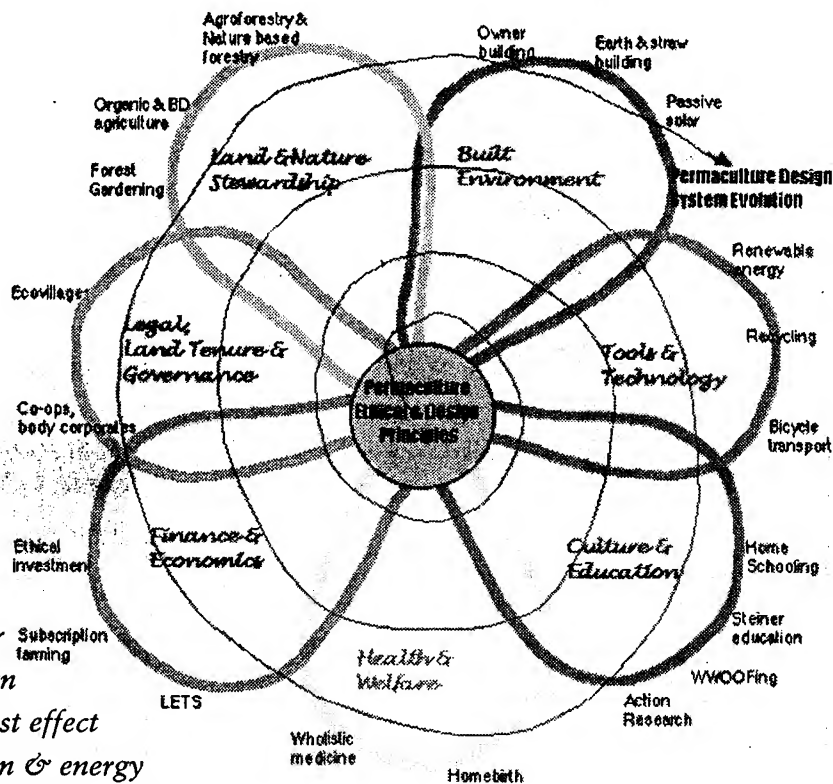 Agroforestry &
Nature based
forestry
Owner
building
Earth & straw
building
Organic & BD
agriculture
Passive
solar
Forest
Gardening
Land & Nature
Stewardship
Built
Environment
Permaculture Design
System Evolution
Renewable
energy
Ecovillages
Legal,
Land Tenure &
Governance
Tools &
Technology
Recycling
Permaculture
Ethical & Design
Principles
Co-ops,
body corporates
Bicycle
transport
Ethical
investment
Finance &
Economics
Culture &
Education
Home
Schooling
Subscription
farming
Steiner
education
Health &
Welfare
WWOOFing
LETS
Action
Research
Wholistic
medicine
Homebirth
st effect
n & energy